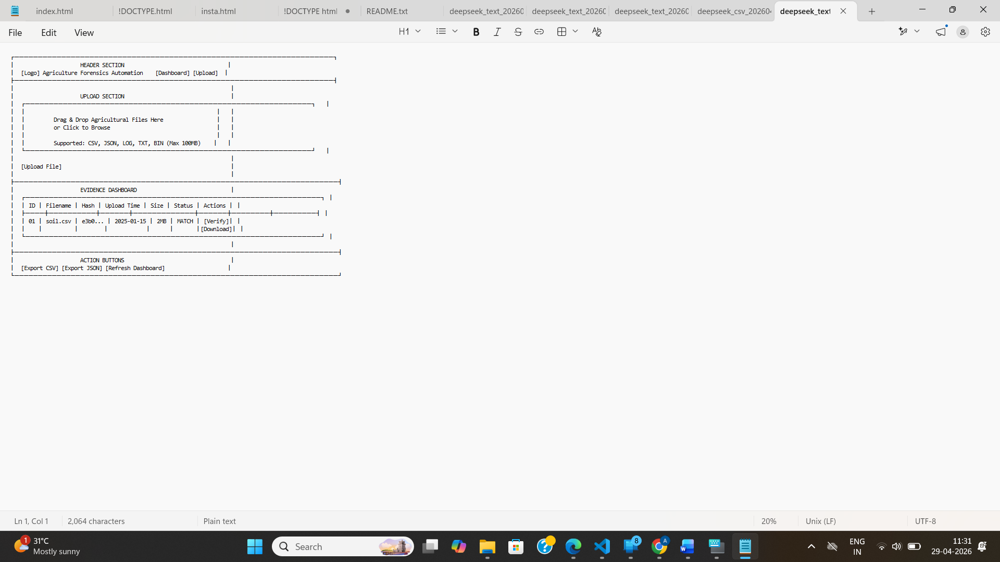 index.html !DOCTYPE.html insta.html !DOCTYPE html README.txt deepseek_text_20260 deepseek_text_20260 deepseek_text_20260 deepseek_csv_20260 deepseek_text
File Edit View H1 B I S
HEADER SECTION
[Logo] Agriculture Forensics Automation [Dashboard] [Upload]
UPLOAD SECTION
Drag & Drop Agricultural Files Here
or Click to Browse
Supported: CSV, JSON, LOG, TXT, BIN (Max 100MB)
[Upload File]
EVIDENCE DASHBOARD
| ID | Filename | Hash | Upload Time | Size | Status | Actions |
| 01 | soil.csv | e3b0... | 2025-01-15 | 2MB | MATCH | [Verify]|
[Download]|
ACTION BUTTONS
[Export CSV] [Export JSON] [Refresh Dashboard]
Ln 1, Col 1 2,064 characters Plain text 20% Unix (LF) UTF-8
1 31°C
Mostly sunny
Search
8
A
ENG
IN
11:31
29-04-2026